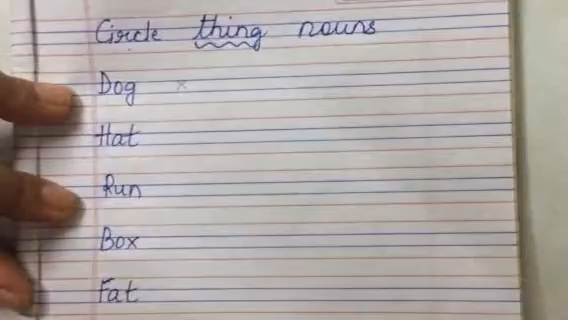 Circle thing nouns
Dog ×
Hat
Run
Box
Fat